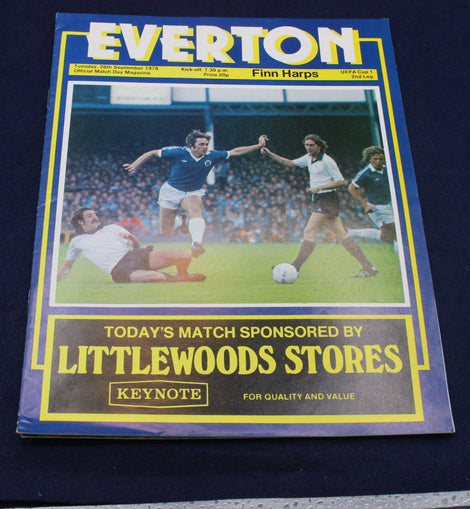 EVERTON
Tuesday, 26th September 1978
Official Match Day Magazine
Kick-off: 7.30 p.m.
Price 20p
Finn Harps
UEFA Cup 1
2nd Leg
TODAY'S MATCH SPONSORED BY
LITTLEWOODS STORES
KEYNOTE
FOR QUALITY AND VALUE